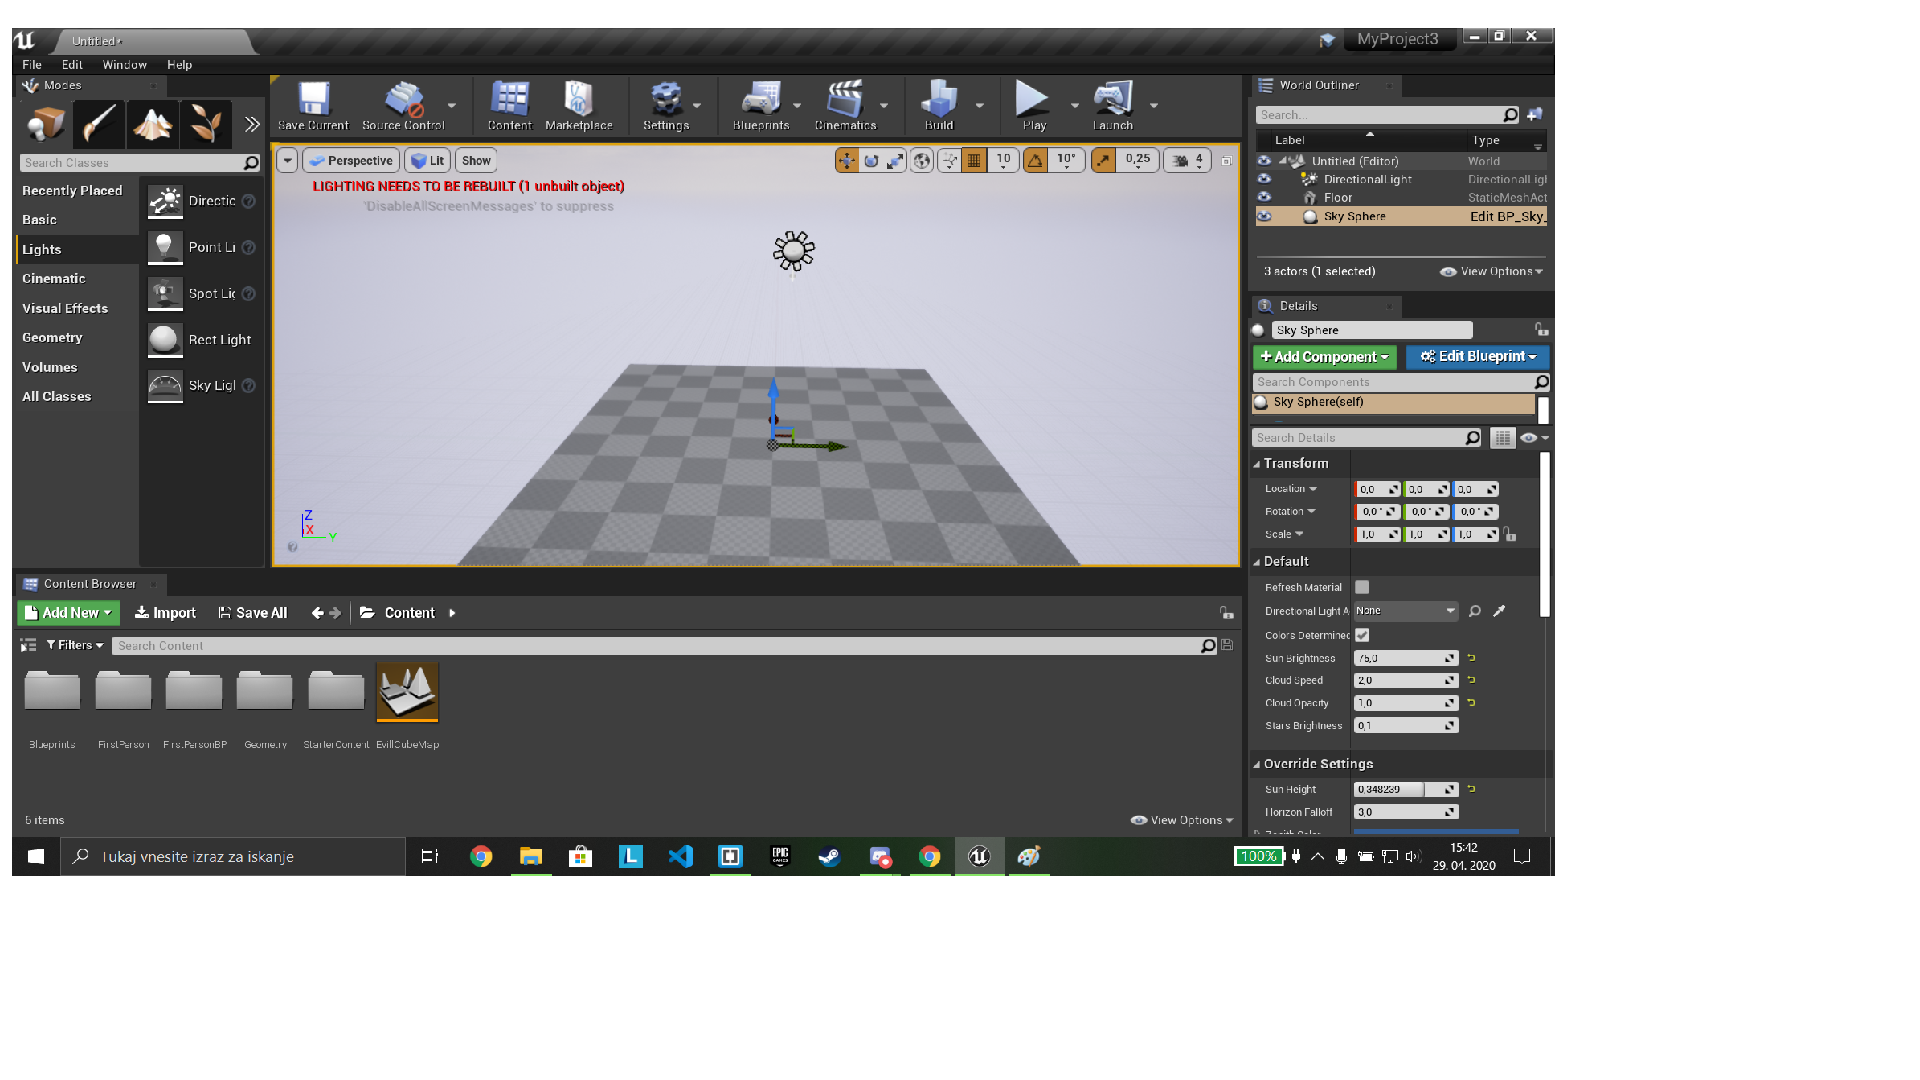 Untitled*
MyProject3
File Edit Window Help
Modes
Search Classes
Recently Placed
Basic
Lights
Cinematic
Visual Effects
Geometry
Volumes
All Classes
Directic
Point Li
Spot Lig
Rect Light
Sky Ligl
Save Current
Source Control
Content
Marketplace
Settings
Blueprints
Cinematics
Build
Play
Launch
Perspective
Lit
Show
10
10°
0,25
4
LIGHTING NEEDS TO BE REBUILT (1 unbuilt object)
'DisableAllScreenMessages' to suppress
Z
X
Y
World Outliner
Search...
Label Type
Untitled (Editor) World
DirectionalLight DirectionalLigh
Floor StaticMeshAct
Sky Sphere Edit BP_Sky_
3 actors (1 selected)
View Options
Details
Sky Sphere
+ Add Component
Edit Blueprint
Search Components
Sky Sphere(self)
Search Details
Transform
Location 0,0 0,0 0,0
Rotation 0,0 ° 0,0 ° 0,0 °
Scale 1,0 1,0 1,0
Default
Refresh Material
Directional Light A None
Colors Determined
Sun Brightness 75,0
Cloud Speed 2,0
Cloud Opacity 1,0
Stars Brightness 0,1
Override Settings
Sun Height 0,348239
Horizon Falloff 3,0
Content Browser
Add New
Import
Save All
Content
Filters
Search Content
Blueprints
FirstPerson
FirstPersonBP
Geometry
StarterContent
EvillCubeMap
6 items
View Options
Tukaj vnesite izraz za iskanje
L
EPIC
GAMES
100%
15:42
29. 04. 2020